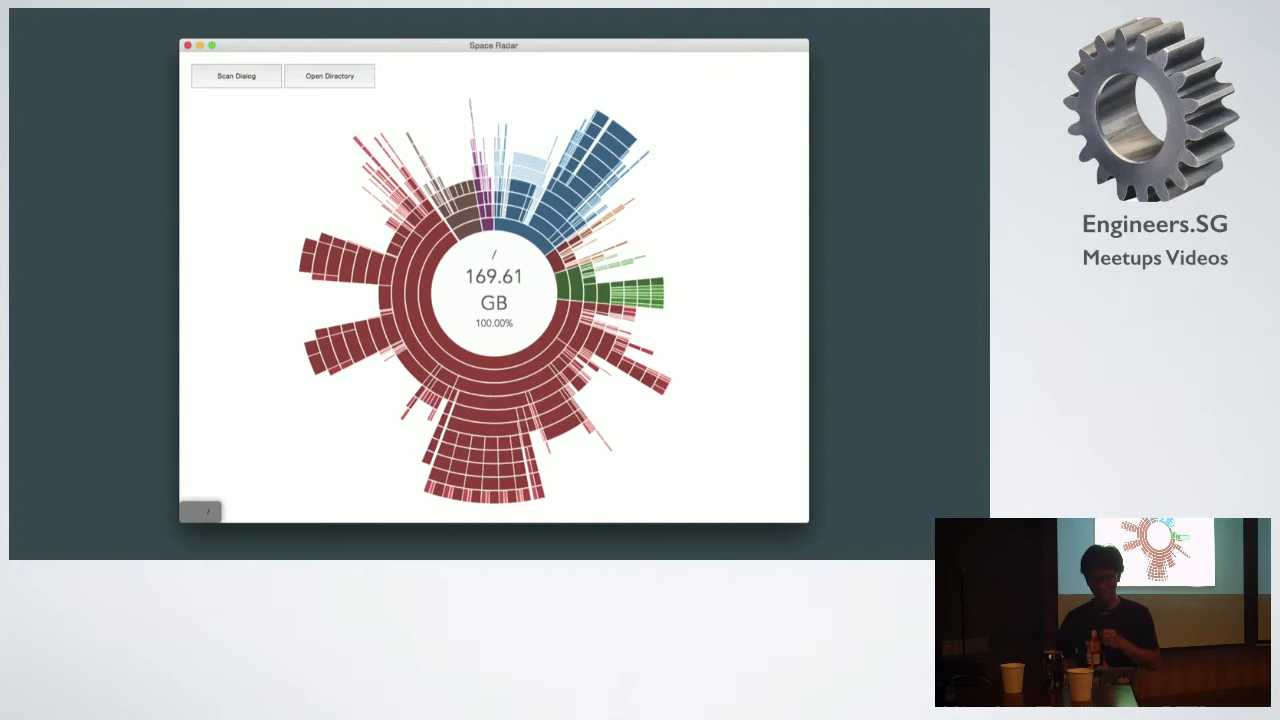 Space Radar
Scan Dialog
Open Directory
/
169.61
GB
100.00%
/
Engineers.SG
Meetups Videos